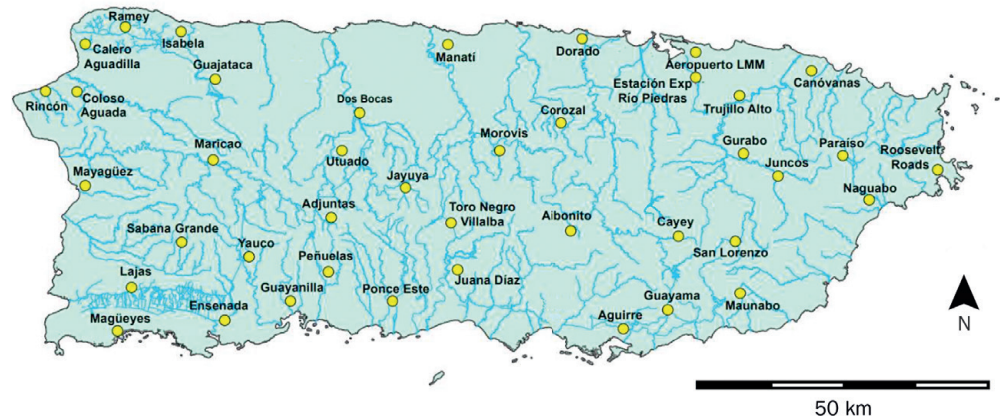 Ramey
Isabela
Calero
Aguadilla
Guajataca
Manatí
Dorado
Aeropuerto LMM
Estación Exp
Río Piedras
Canóvanas
Trujillo Alto
Rincón
Coloso
Aguada
Dos Bocas
Corozal
Morovis
Maricao
Utuado
Gurabo
Juncos
Paraíso
Roosevelt
Roads
Mayagüez
Jayuya
Naguabo
Adjuntas
Toro Negro
Villalba
Aibonito
Cayey
San Lorenzo
Sabana Grande
Yauco
Peñuelas
Lajas
Guayanilla
Ponce Este
Juana Díaz
Ensenada
Magüeyes
Guayama
Maunabo
Aguirre
N
50 km